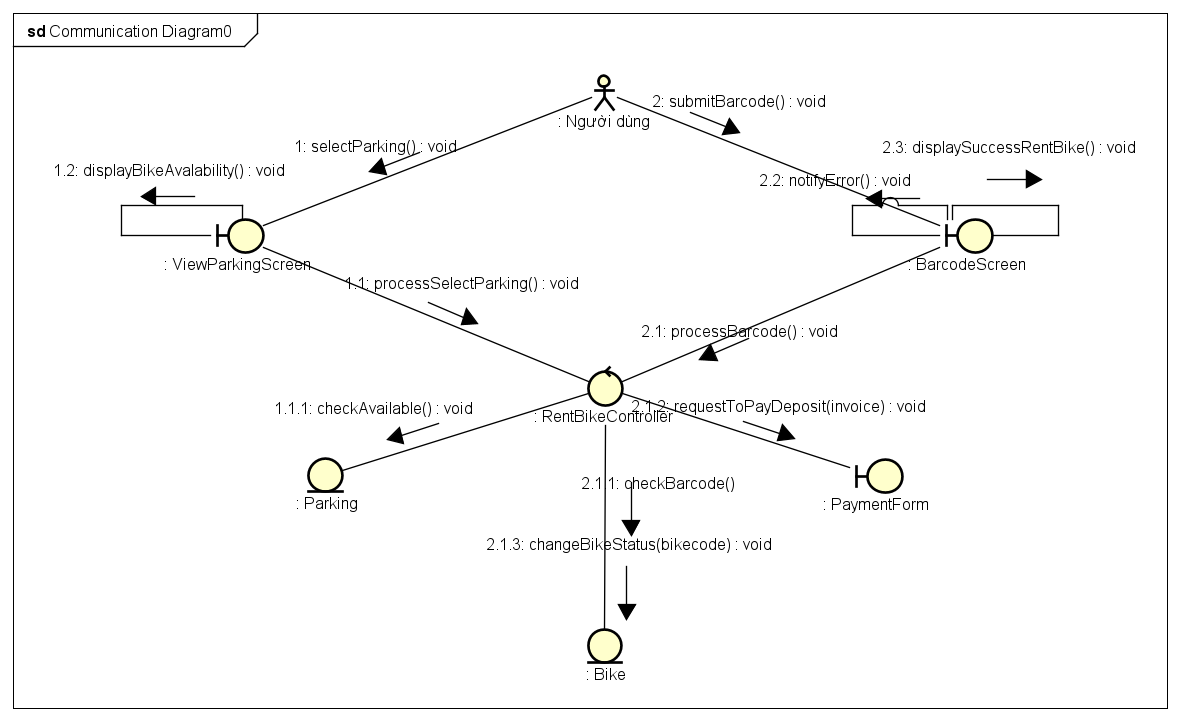 sd Communication Diagram0
2: submitBarcode() : void
: Người dùng
1: selectParking() : void
2.3: displaySuccessRentBike() : void
1.2: displayBikeAvalability() : void
2.2: notifyError() : void
: ViewParkingScreen
: BarcodeScreen
1.1: processSelectParking() : void
2.1: processBarcode() : void
1.1.1: checkAvailable() : void
2.1.2: requestToPayDeposit(invoice) : void
: RentBikeController
2.1.1: checkBarcode()
: Parking
: PaymentForm
2.1.3: changeBikeStatus(bikecode) : void
: Bike